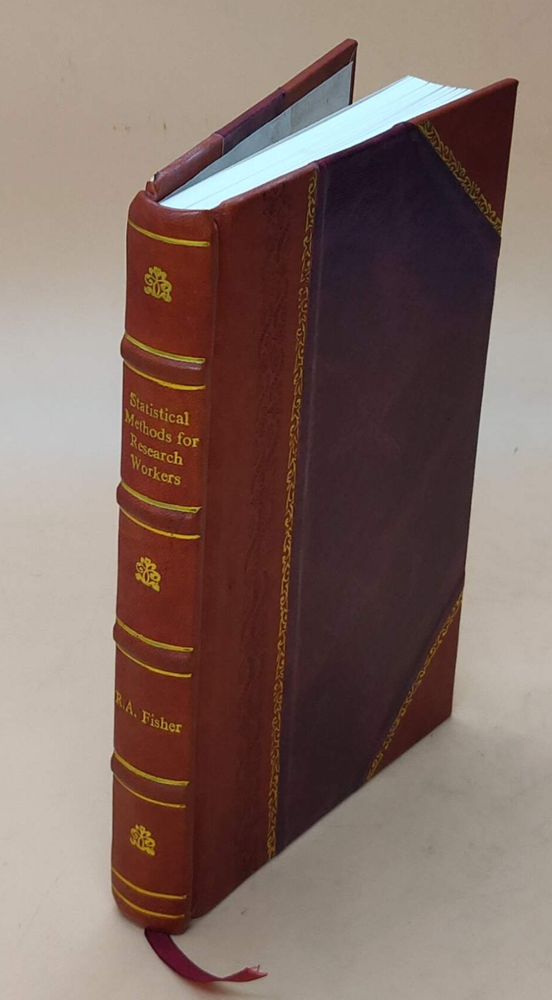 Statistical
Methods for
Research
Workers
R.A. Fisher